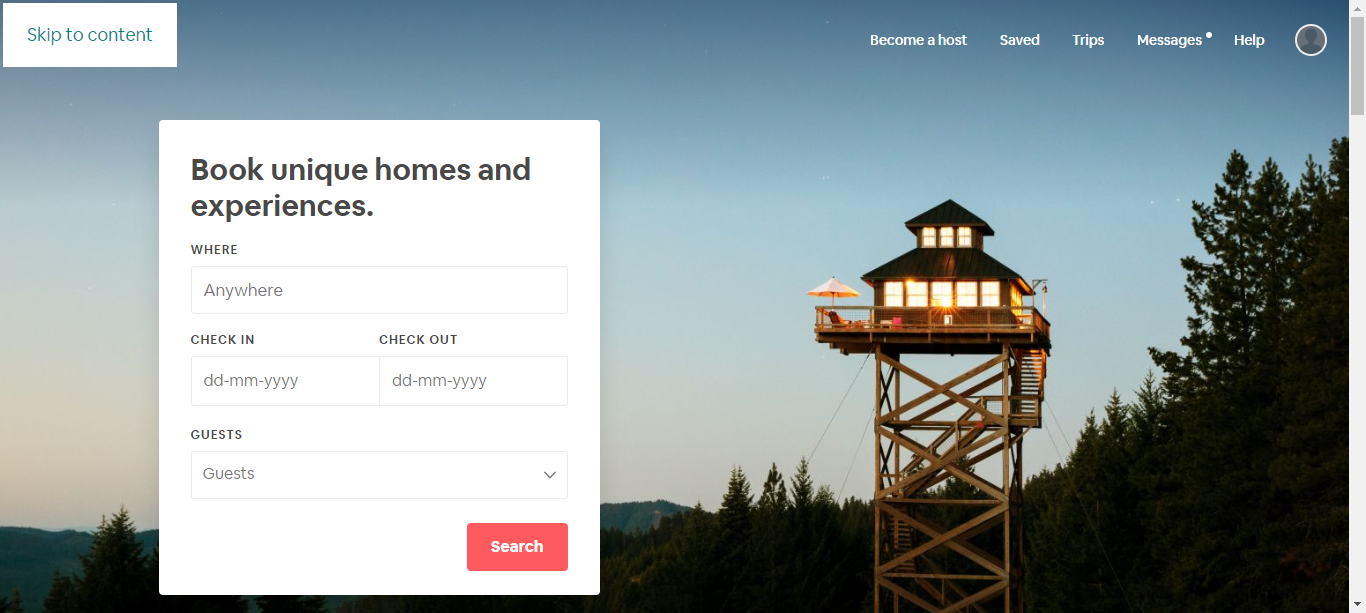 Skip to content
Become a host Saved Trips Messages Help
Book unique homes and
experiences.
WHERE
Anywhere
CHECK IN CHECK OUT
dd-mm-yyyy dd-mm-yyyy
GUESTS
Guests
Search